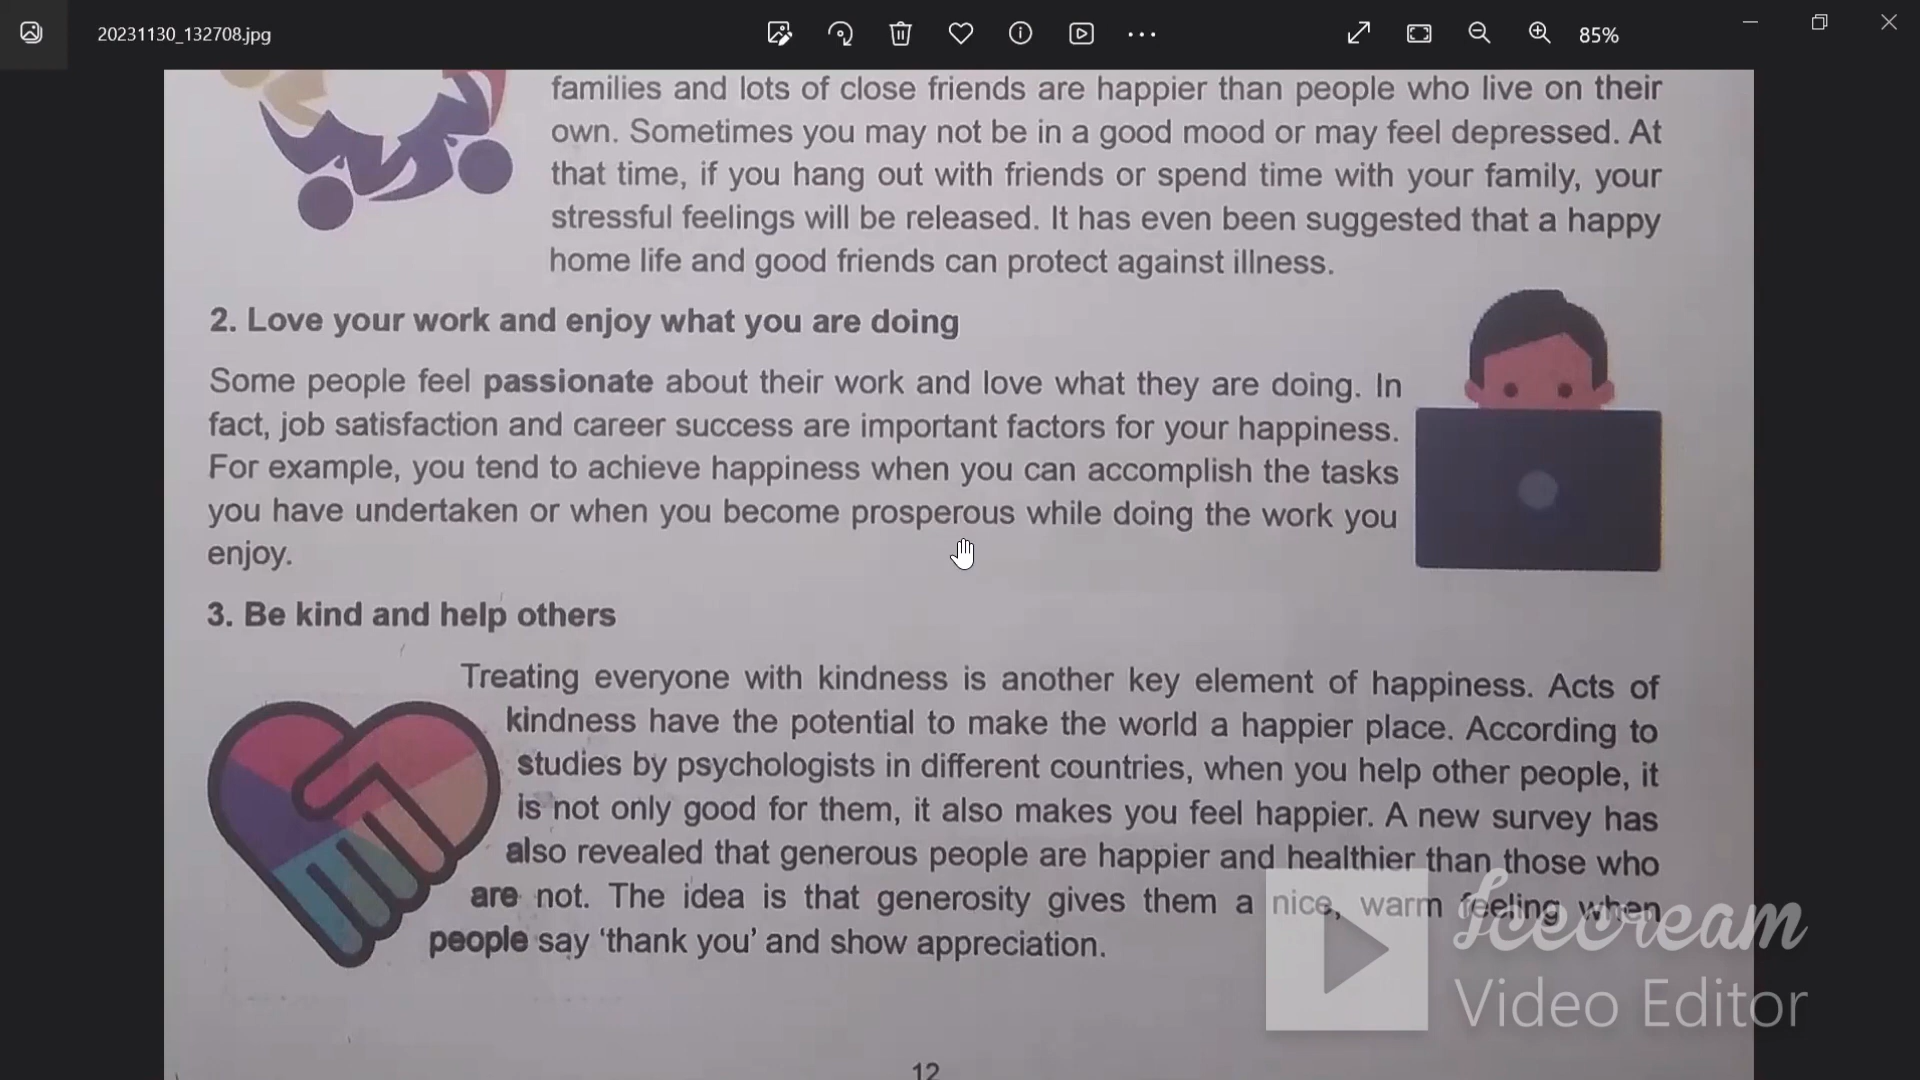 20231130_132708.jpg
85%
families and lots of close friends are happier than people who live on their
own. Sometimes you may not be in a good mood or may feel depressed. At
that time, if you hang out with friends or spend time with your family, your
stressful feelings will be released. It has even been suggested that a happy
home life and good friends can protect against illness.
2. Love your work and enjoy what you are doing
Some people feel passionate about their work and love what they are doing. In
fact, job satisfaction and career success are important factors for your happiness.
For example, you tend to achieve happiness when you can accomplish the tasks
you have undertaken or when you become prosperous while doing the work you
enjoy.
3. Be kind and help others
Treating everyone with kindness is another key element of happiness. Acts of
kindness have the potential to make the world a happier place. According to
studies by psychologists in different countries, when you help other people, it
is not only good for them, it also makes you feel happier. A new survey has
also revealed that generous people are happier and healthier than those who
are not. The idea is that generosity gives them a nice, warm feeling when
people say ‘thank you’ and show appreciation.
Icecream
Video Editor
12